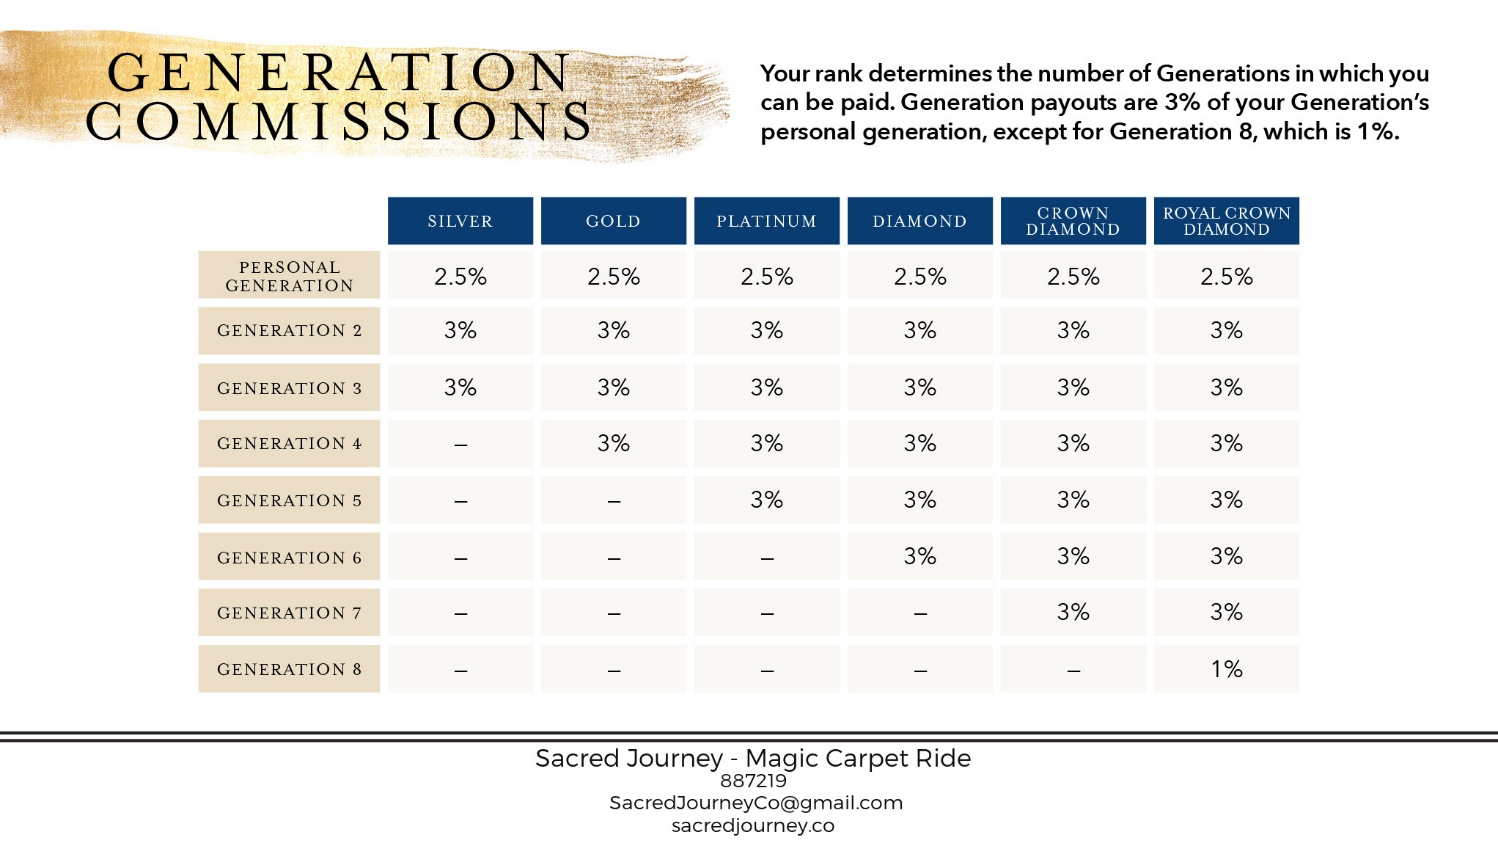 GENERATION
COMMISSIONS
Your rank determines the number of Generations in which you
can be paid. Generation payouts are 3% of your Generation’s
personal generation, except for Generation 8, which is 1%.
SILVER GOLD PLATINUM DIAMOND CROWN DIAMOND ROYAL CROWN DIAMOND
PERSONAL GENERATION 2.5% 2.5% 2.5% 2.5% 2.5% 2.5%
GENERATION 2 3% 3% 3% 3% 3% 3%
GENERATION 3 3% 3% 3% 3% 3% 3%
GENERATION 4 – 3% 3% 3% 3% 3%
GENERATION 5 – – 3% 3% 3% 3%
GENERATION 6 – – – 3% 3% 3%
GENERATION 7 – – – – 3% 3%
GENERATION 8 – – – – – 1%
Sacred Journey - Magic Carpet Ride
887219
SacredJourneyCo@gmail.com
sacredjourney.co